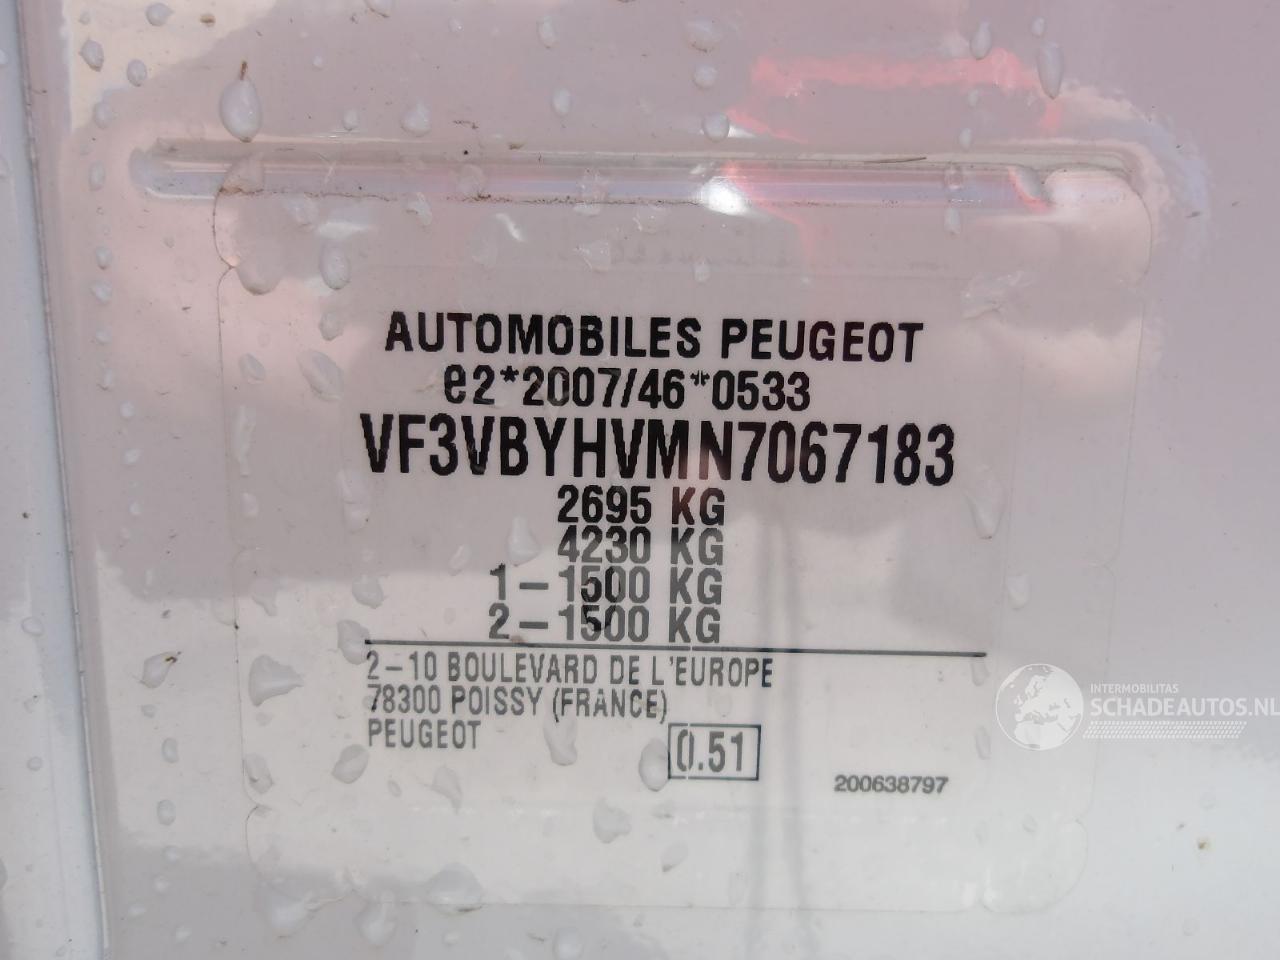 AUTOMOBILES PEUGEOT
e2*2007/46*0533
VF3VBYHVMN7067183
2695 KG
4230 KG
1-1500 KG
2-1500 KG
2-10 BOULEVARD DE L'EUROPE
78300 POISSY (FRANCE)
PEUGEOT
0.51
200638797
INTERMOBILITAS
SCHADEAUTOS.NL